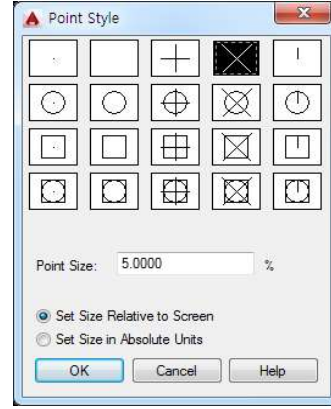 Point Style
Point Size: 5.0000 %
Set Size Relative to Screen
Set Size in Absolute Units
OK Cancel Help